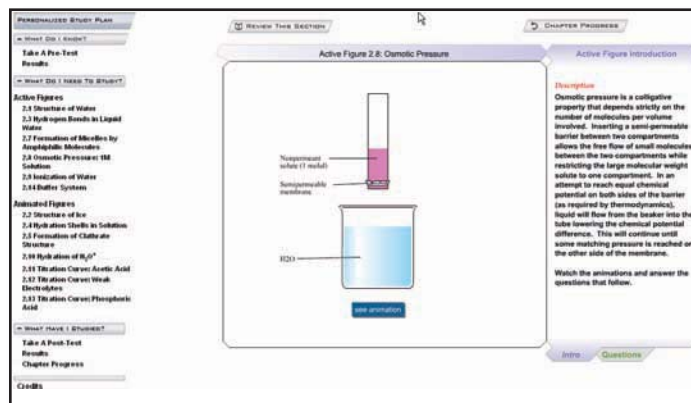 PERSONALIZED STUDY PLAN
WHAT DO I KNOW?
Take A Pre-Test
Results
WHAT DO I NEED TO STUDY?
Active Figures
2.1 Structure of Water
2.3 Hydrogen Bonds in Liquid
Water
2.7 Formation of Micelles by
Amphiphilic Molecules
2.8 Osmotic Pressure: 1M
Solution
2.9 Ionization of Water
2.14 Buffer System
Animated Figures
2.2 Structure of Ice
2.4 Hydration Shells in Solution
2.5 Formation of Clathrate
Structure
2.10 Hydration of H3O+
2.11 Titration Curve: Acetic Acid
2.12 Titration Curve: Weak
Electrolytes
2.13 Titration Curve: Phosphoric
Acid
WHAT HAVE I STUDIED?
Take A Post-Test
Results
Chapter Progress
Credits
REVIEW THIS SECTION
CHAPTER PROGRESS
Active Figure 2.8: Osmotic Pressure
Nonpermeant
solute (1 molal)
Semipermeable
membrane
H2O
see animation
Active Figure Introduction
Description
Osmotic pressure is a colligative
property that depends strictly on the
number of molecules per volume
involved. Inserting a semi-permeable
barrier between two compartments
allows the free flow of small molecules
between the two compartments while
restricting the large molecular weight
solute to one compartment. In an
attempt to reach equal chemical
potential on both sides of the barrier
(as required by thermodynamics),
liquid will flow from the beaker into the
tube lowering the chemical potential
difference. This will continue until
some matching pressure is reached on
the other side of the membrane.
Watch the animations and answer the
questions that follow.
Intro
Questions